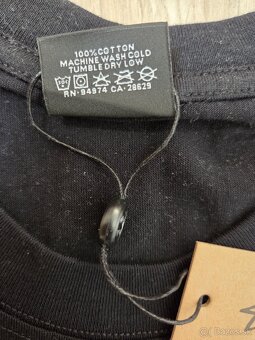 100% COTTON
MACHINE WASH COLD
TUMBLE DRY LOW
RN-94974 CA-28629